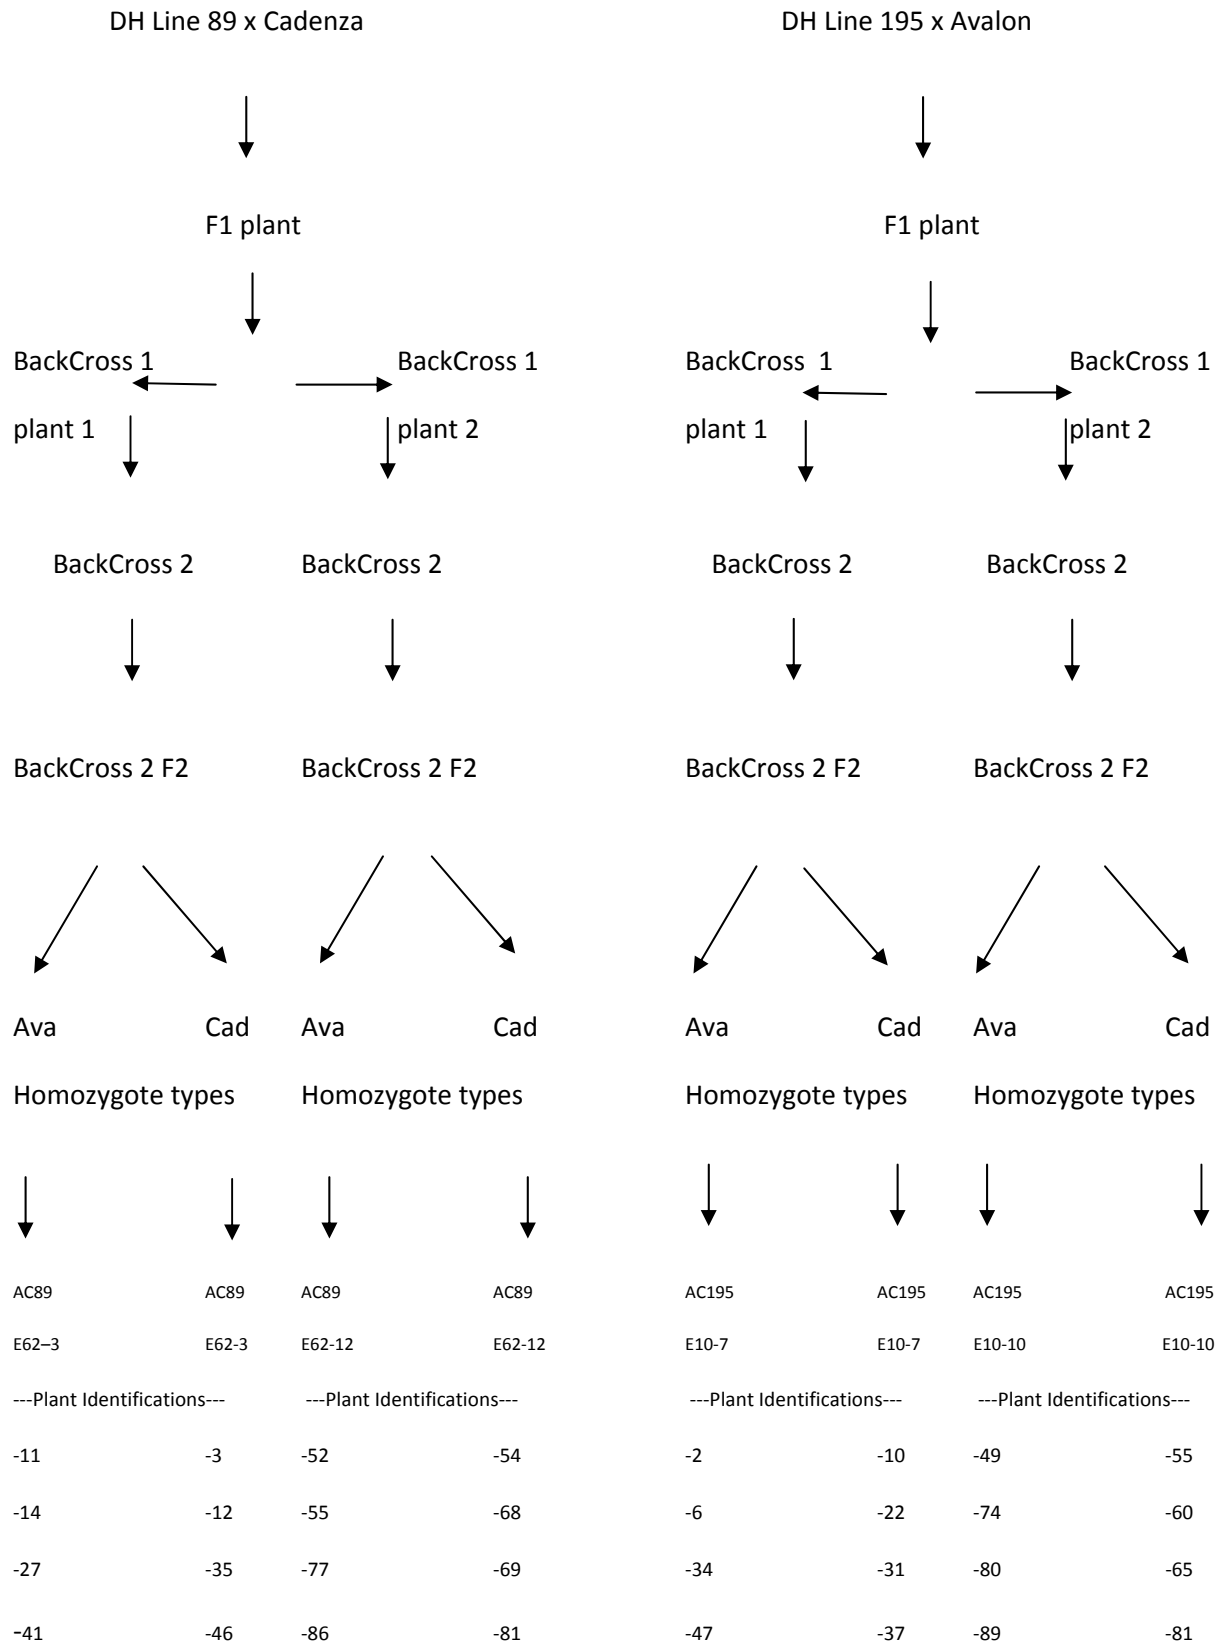 DH Line 89 x Cadenza DH Line 195 x Avalon
F1 plant F1 plant
BackCross 1 BackCross 1 BackCross 1 BackCross 1
plant 1 plant 2 plant 1 plant 2
BackCross 2 BackCross 2 BackCross 2 BackCross 2
BackCross 2 F2 BackCross 2 F2 BackCross 2 F2 BackCross 2 F2
Ava Cad Ava Cad Ava Cad Ava Cad
Homozygote types Homozygote types Homozygote types Homozygote types
AC89 AC89 AC89 AC89 AC195 AC195 AC195 AC195
E62–3 E62-3 E62-12 E62-12 E10-7 E10-7 E10-10 E10-10
---Plant Identifications--- ---Plant Identifications--- ---Plant Identifications--- ---Plant Identifications---
-11 -3 -52 -54 -2 -10 -49 -55
-14 -12 -55 -68 -6 -22 -74 -60
-27 -35 -77 -69 -34 -31 -80 -65
-41 -46 -86 -81 -47 -37 -89 -81